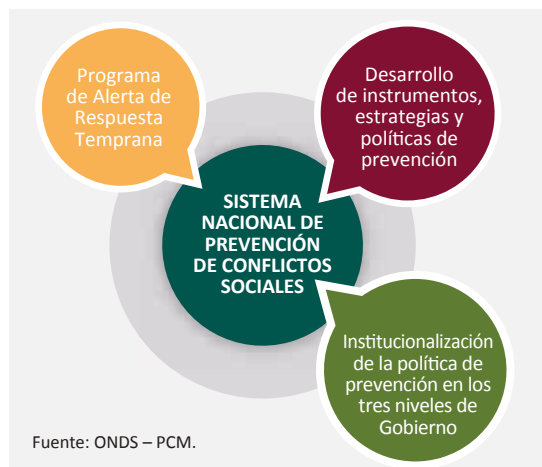 Programa
de Alerta de
Respuesta
Temprana
Desarrollo
de instrumentos,
estrategias y
políticas de
prevención
SISTEMA
NACIONAL DE
PREVENCIÓN
DE CONFLICTOS
SOCIALES
Institucionalización
de la política de
prevención en los
tres niveles de
Gobierno
Fuente: ONDS – PCM.